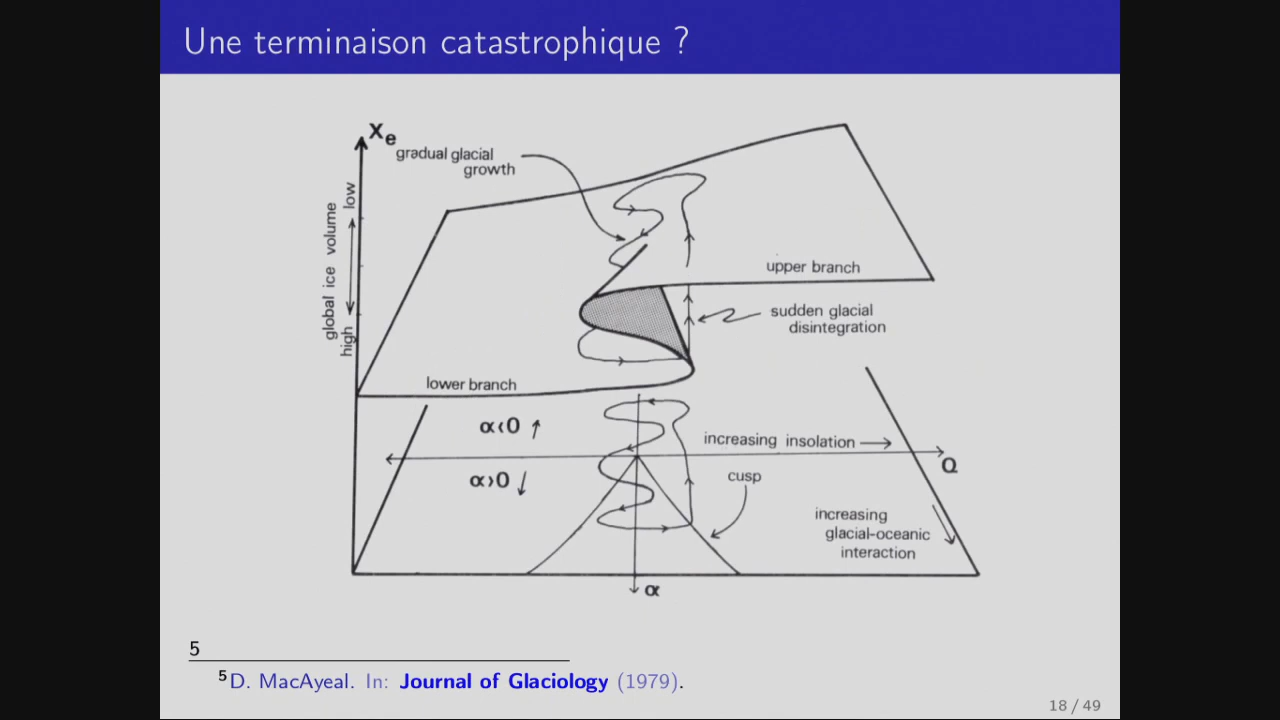 Une terminaison catastrophique ?
Xe
gradual glacial
growth
global ice volume
high
low
upper branch
sudden glacial
disintegration
lower branch
α<0 ↑
increasing insolation →
Q
α>0 ↓
cusp
increasing
glacial-oceanic
interaction
α
5
5D. MacAyeal. In: Journal of Glaciology (1979).
18 / 49